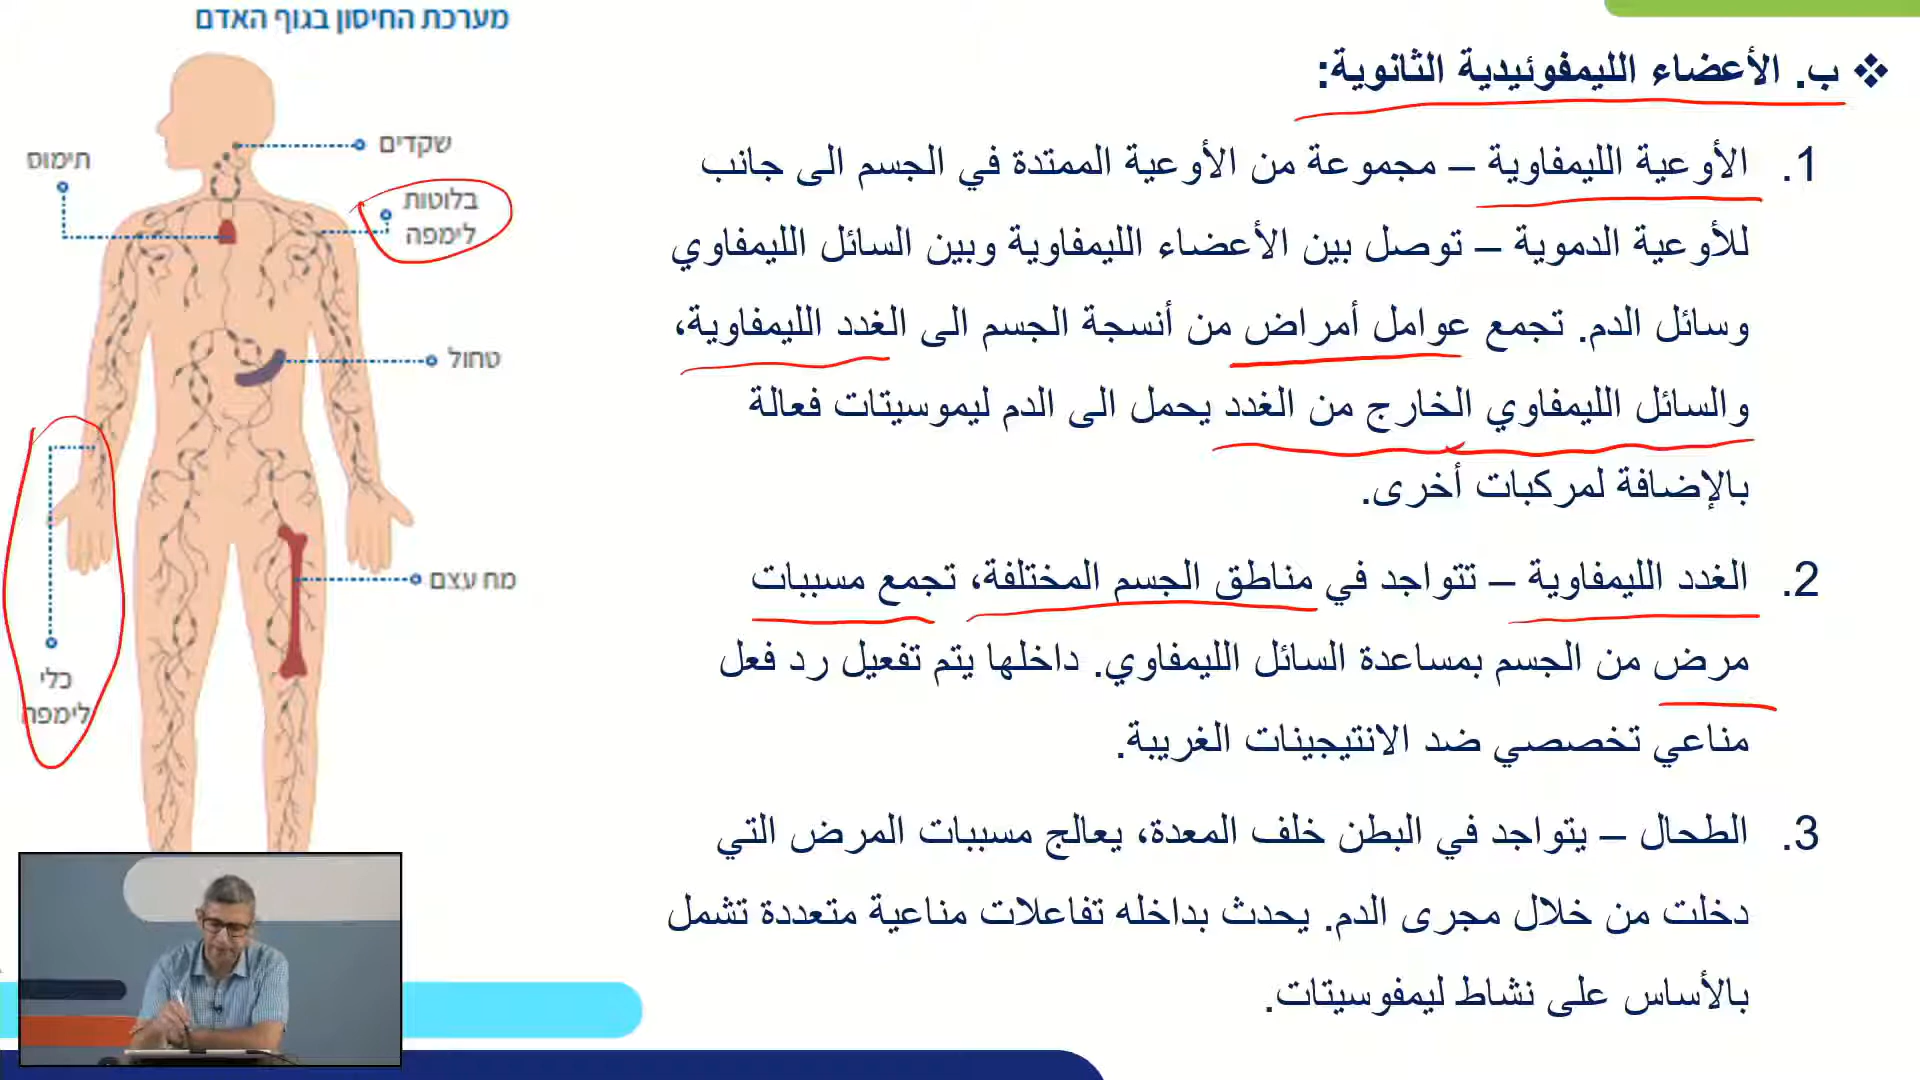 מערכת החיסון בגוף האדם
❖ ب. الأعضاء الليمفوئيدية الثانوية:
1. الأوعية الليمفاوية – مجموعة من الأوعية الممتدة في الجسم الى جانب
للأوعية الدموية – توصل بين الأعضاء الليمفاوية وبين السائل الليمفاوي
وسائل الدم. تجمع عوامل أمراض من أنسجة الجسم الى الغدد الليمفاوية،
والسائل الليمفاوي الخارج من الغدد يحمل الى الدم ليموسيتات فعالة
بالإضافة لمركبات أخرى.
2. الغدد الليمفاوية – تتواجد في مناطق الجسم المختلفة، تجمع مسببات
مرض من الجسم بمساعدة السائل الليمفاوي. داخلها يتم تفعيل رد فعل
مناعي تخصصي ضد الانتيجينات الغريبة.
3. الطحال – يتواجد في البطن خلف المعدة، يعالج مسببات المرض التي
دخلت من خلال مجرى الدم. يحدث بداخله تفاعلات مناعية متعددة تشمل
بالأساس على نشاط ليمفوسيتات.
שקדים
תימוס
בלוטות
לימפה
טחול
מח עצם
כלי
לימפה